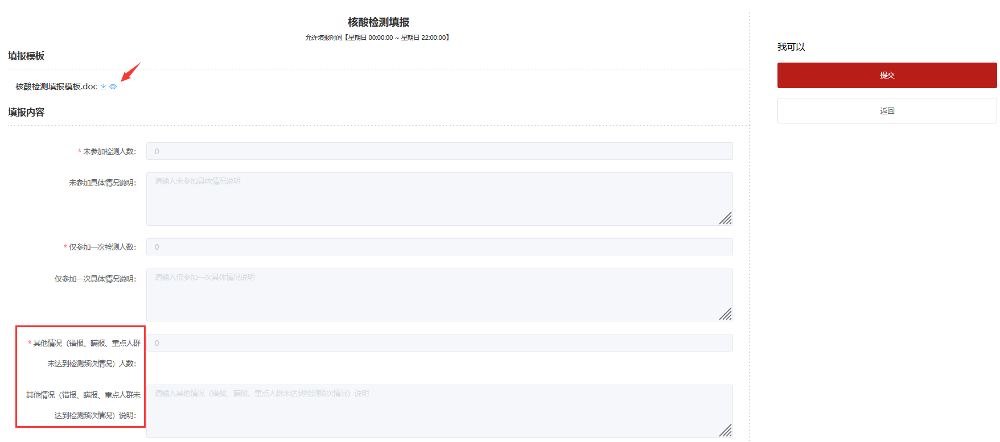 核酸检测填报
允许填报时间【星期日 00:00:00 ~ 星期日 22:00:00】
填报模板
核酸检测填报模板.doc
填报内容
* 未参加检测人数：
0
未参加具体情况说明：
请输入未参加具体情况说明
* 仅参加一次检测人数：
0
仅参加一次具体情况说明：
请输入仅参加一次具体情况说明
* 其他情况（错报、瞒报、重点人群
未达到检测频次情况）人数：
0
其他情况（错报、瞒报、重点人群未
达到检测频次情况）说明：
请输入其他情况（错报、瞒报、重点人群未达到检测频次情况）说明
我可以
提交
返回